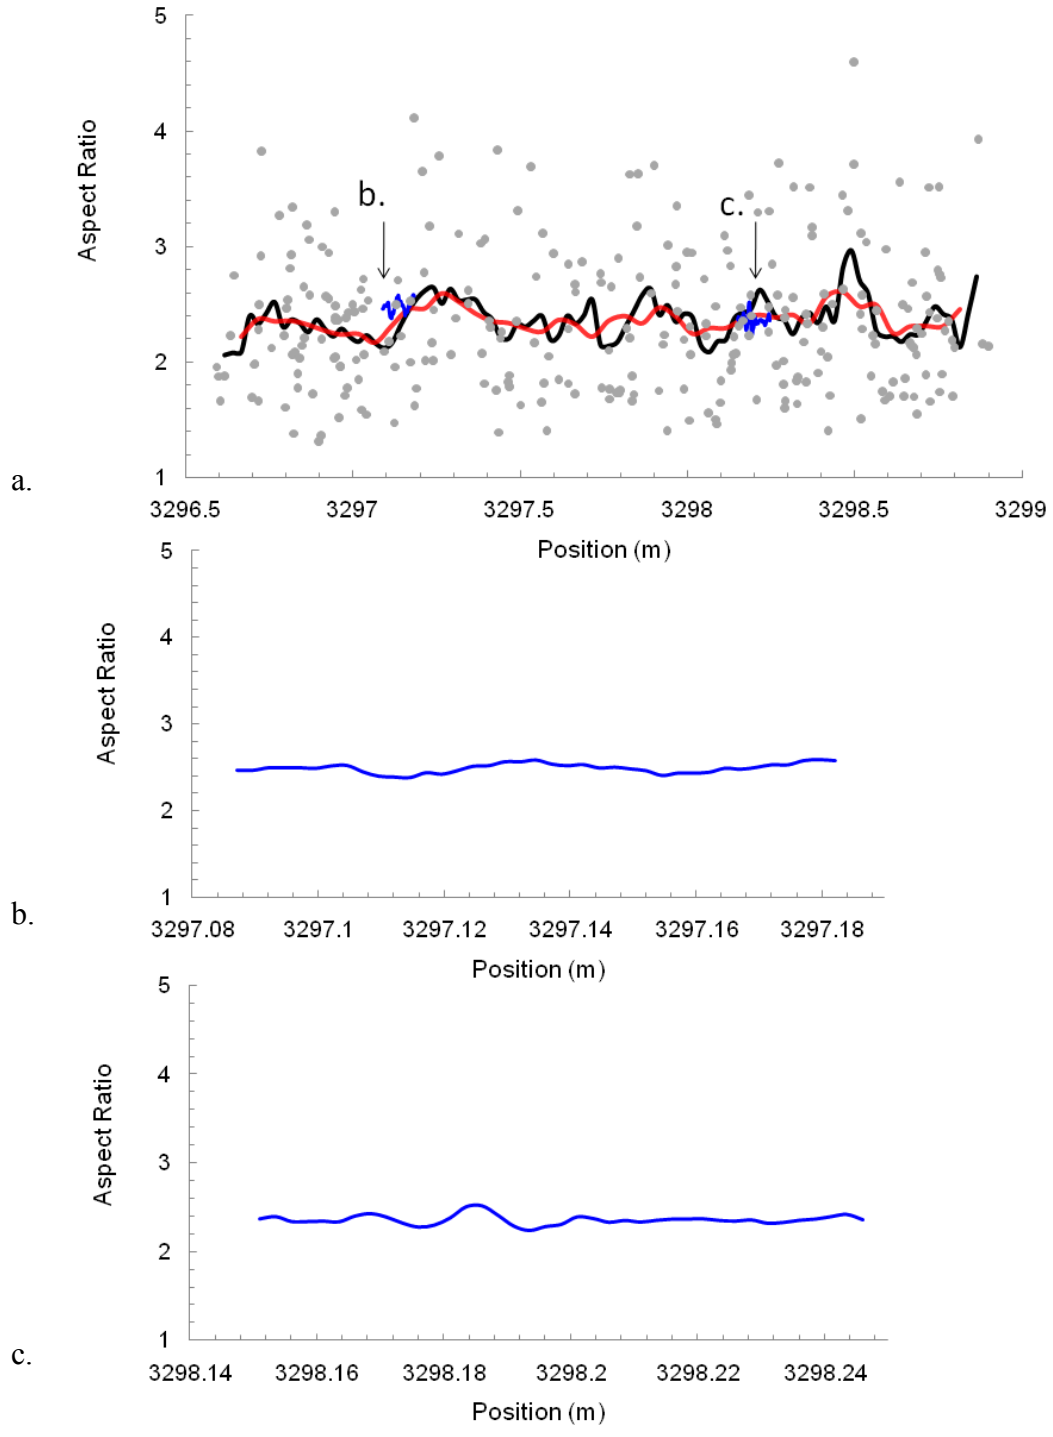 5
4
3
2
1
Aspect Ratio
b.
c.
a.
3296.5 3297 3297.5 3298 3298.5 3299
Position (m)
5
4
3
2
1
Aspect Ratio
b.
3297.08 3297.1 3297.12 3297.14 3297.16 3297.18
Position (m)
5
4
3
2
1
Aspect Ratio
c.
3298.14 3298.16 3298.18 3298.2 3298.22 3298.24
Position (m)